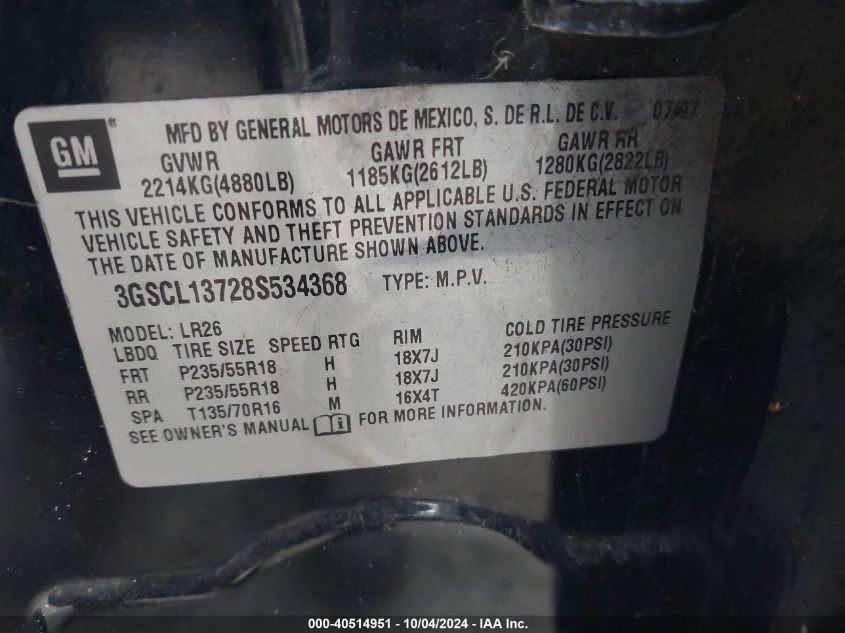 GM ®
MFD BY GENERAL MOTORS DE MEXICO, S. DE R.L. DE C.V. 07/07
GVWR GAWR FRT GAWR RR
2214KG(4880LB) 1185KG(2612LB) 1280KG(2822LB)
THIS VEHICLE CONFORMS TO ALL APPLICABLE U.S. FEDERAL MOTOR
VEHICLE SAFETY AND THEFT PREVENTION STANDARDS IN EFFECT ON
THE DATE OF MANUFACTURE SHOWN ABOVE.
3GSCL13728S534368 TYPE: M.P.V.
MODEL: LR26
LBDQ TIRE SIZE SPEED RTG RIM COLD TIRE PRESSURE
FRT P235/55R18 H 18X7J 210KPA(30PSI)
RR P235/55R18 H 18X7J 210KPA(30PSI)
SPA T135/70R16 M 16X4T 420KPA(60PSI)
SEE OWNER'S MANUAL FOR MORE INFORMATION.
000-40514951 - 10/04/2024 - IAA Inc.